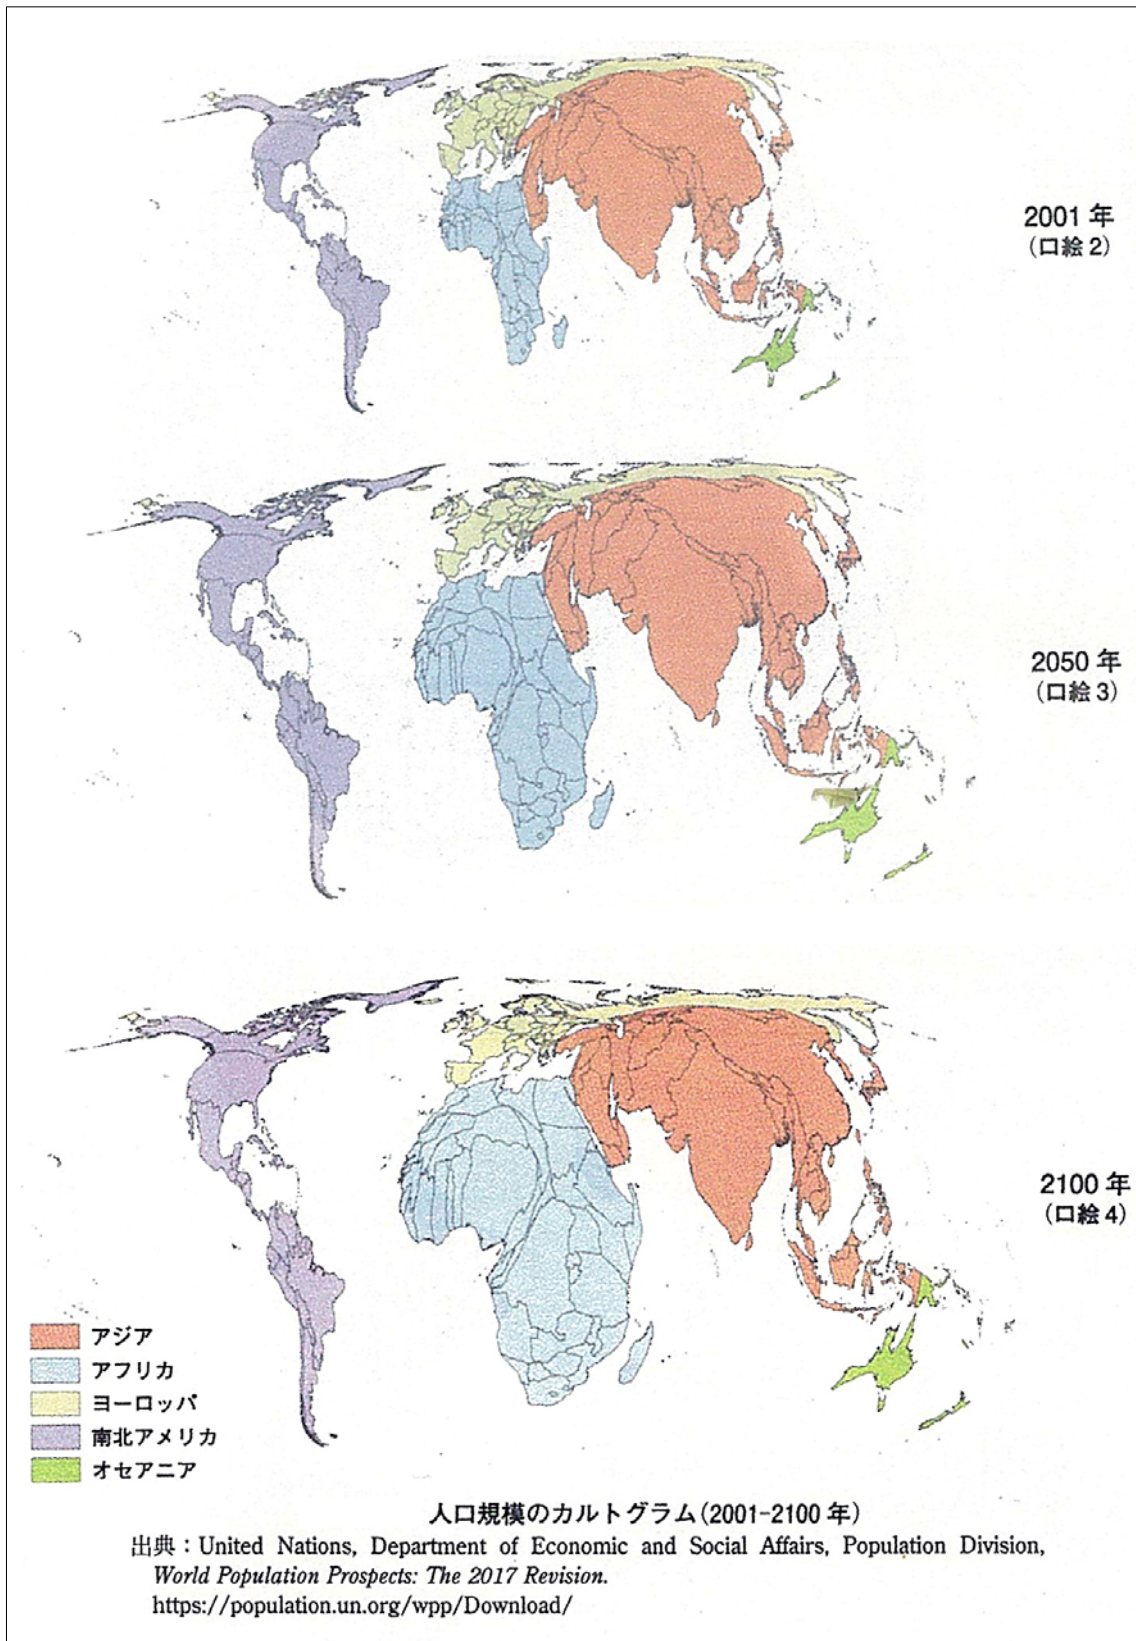 2001 年
(口絵 2)
2050 年
(口絵 3)
2100 年
(口絵 4)
アジア
アフリカ
ヨーロッパ
南北アメリカ
オセアニア
人口規模のカルトグラム(2001-2100 年)
出典：United Nations, Department of Economic and Social Affairs, Population Division,
World Population Prospects: The 2017 Revision.
https://population.un.org/wpp/Download/